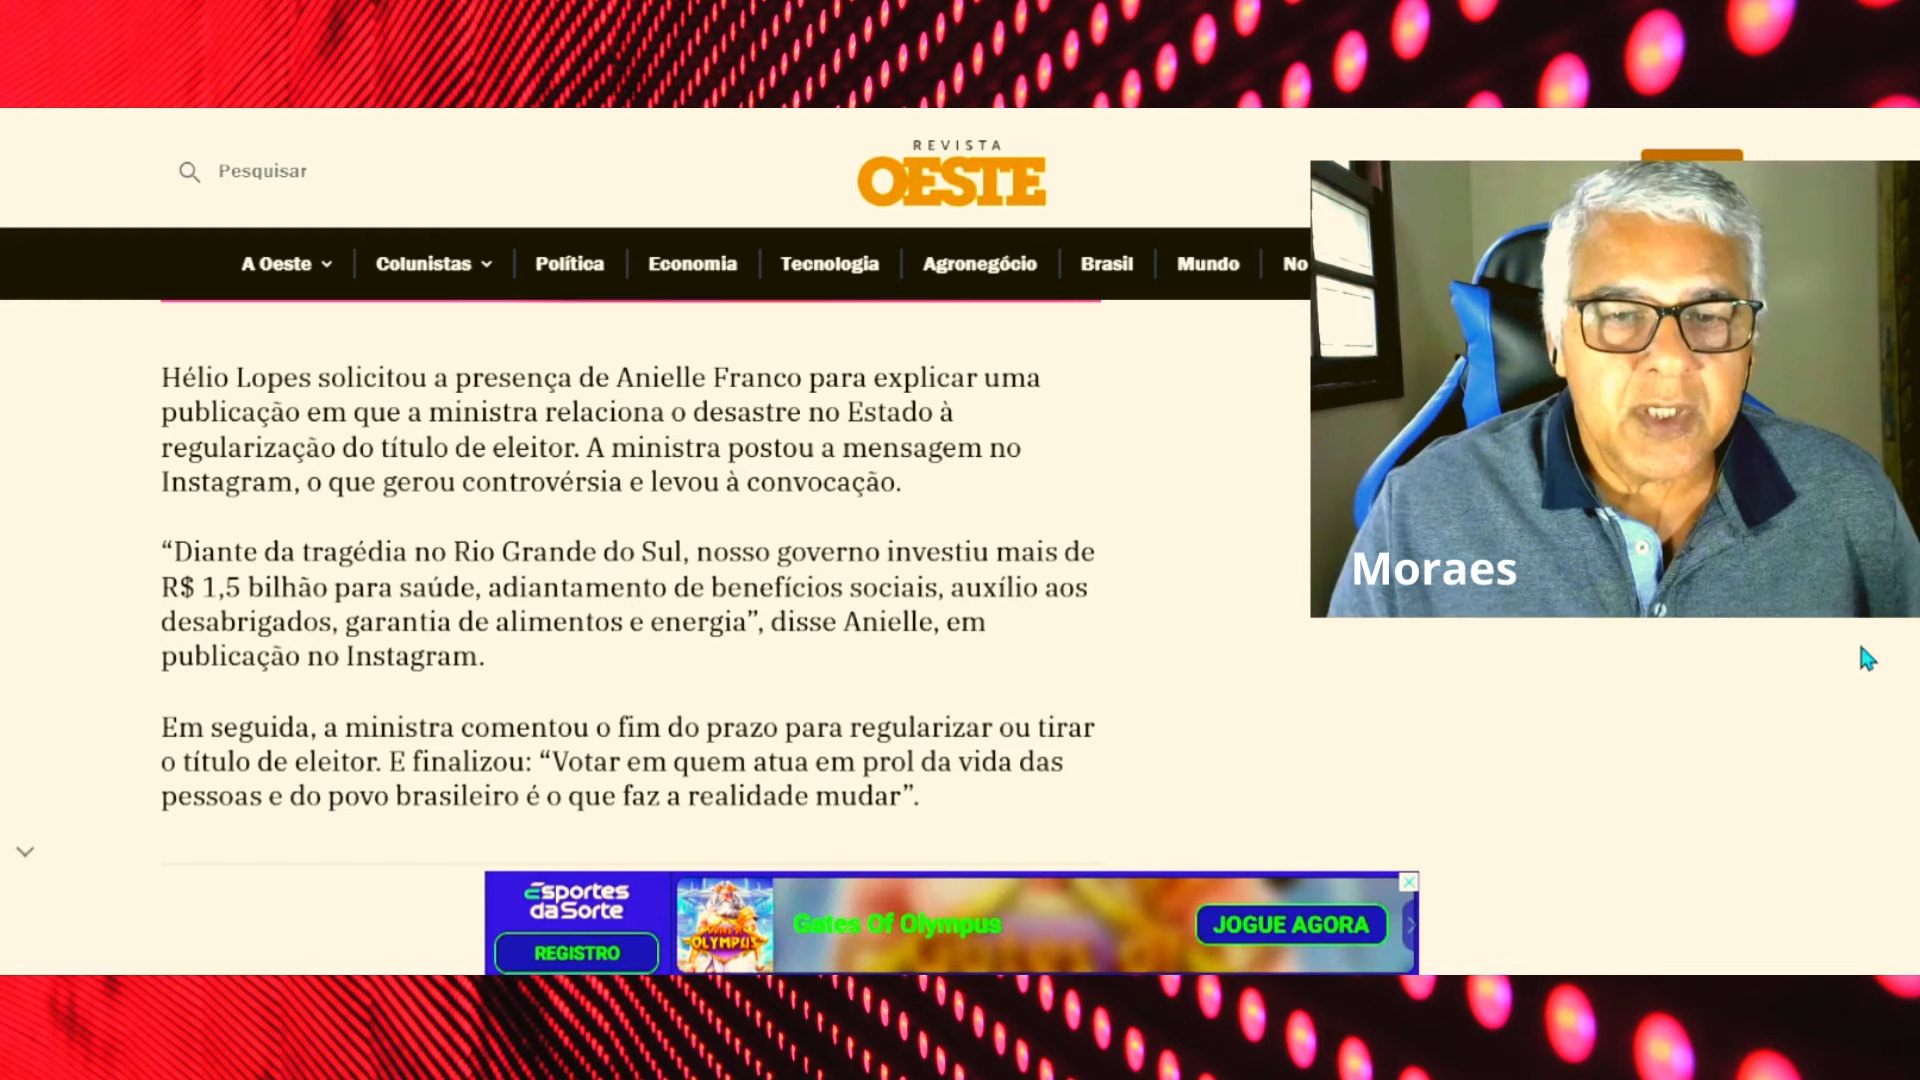 Pesquisar
REVISTA
OESTE
A Oeste
Colunistas
Política
Economia
Tecnologia
Agronegócio
Brasil
Mundo
No
Hélio Lopes solicitou a presença de Anielle Franco para explicar uma
publicação em que a ministra relaciona o desastre no Estado à
regularização do título de eleitor. A ministra postou a mensagem no
Instagram, o que gerou controvérsia e levou à convocação.
“Diante da tragédia no Rio Grande do Sul, nosso governo investiu mais de
R$ 1,5 bilhão para saúde, adiantamento de benefícios sociais, auxílio aos
desabrigados, garantia de alimentos e energia”, disse Anielle, em
publicação no Instagram.
Em seguida, a ministra comentou o fim do prazo para regularizar ou tirar
o título de eleitor. E finalizou: “Votar em quem atua em prol da vida das
pessoas e do povo brasileiro é o que faz a realidade mudar”.
Moraes
Esportes
da Sorte
REGISTRO
OLYMPUS
Gates Of Olympus
JOGUE AGORA